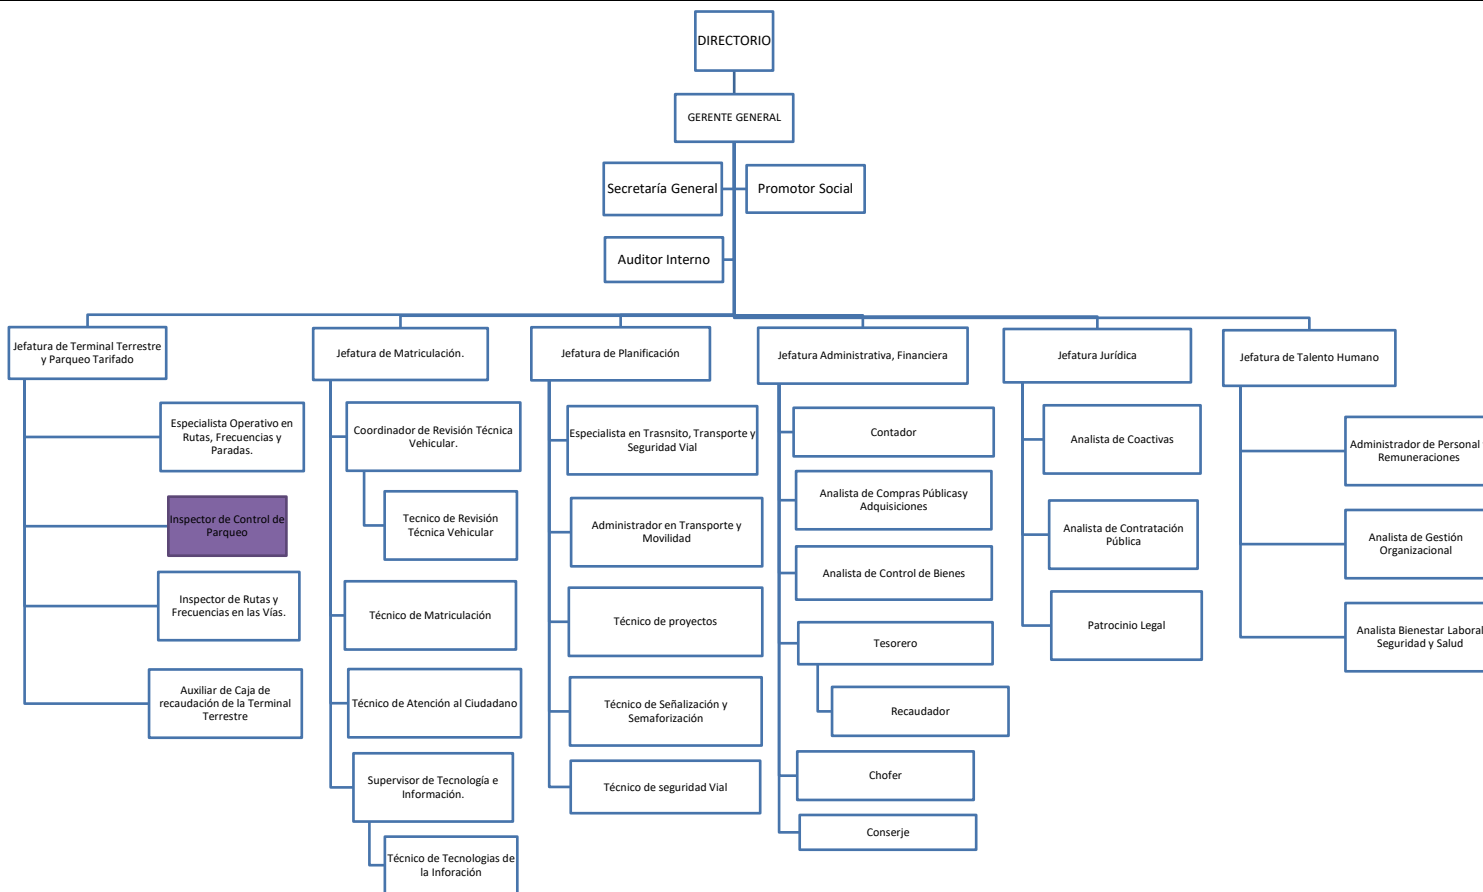 DIRECTORIO
GERENTE GENERAL
Secretaría General
Promotor Social
Auditor Interno
Jefatura de Terminal Terrestre
y Parqueo Tarifado
Especialista Operativo en
Rutas, Frecuencias y
Paradas.
Inspector de Control de
Parqueo
Inspector de Rutas y
Frecuencias en las Vías.
Auxiliar de Caja de
recaudación de la Terminal
Terrestre
Jefatura de Matriculación.
Coordinador de Revisión Técnica
Vehicular.
Tecnico de Revisión
Técnica Vehicular
Técnico de Matriculación
Técnico de Atención al Ciudadano
Supervisor de Tecnología e
Información.
Técnico de Tecnologias de
la Inforación
Jefatura de Planificación
Especialista en Trasnsito, Transporte y
Seguridad Vial
Administrador en Transporte y
Movilidad
Técnico de proyectos
Técnico de Señalización y
Semaforización
Técnico de seguridad Vial
Jefatura Administrativa, Financiera
Contador
Analista de Compras Públicasy
Adquisiciones
Analista de Control de Bienes
Tesorero
Recaudador
Chofer
Conserje
Jefatura Jurídica
Analista de Coactivas
Analista de Contratación
Pública
Patrocinio Legal
Jefatura de Talento Humano
Administrador de Personal
Remuneraciones
Analista de Gestión
Organizacional
Analista Bienestar Laboral
Seguridad y Salud